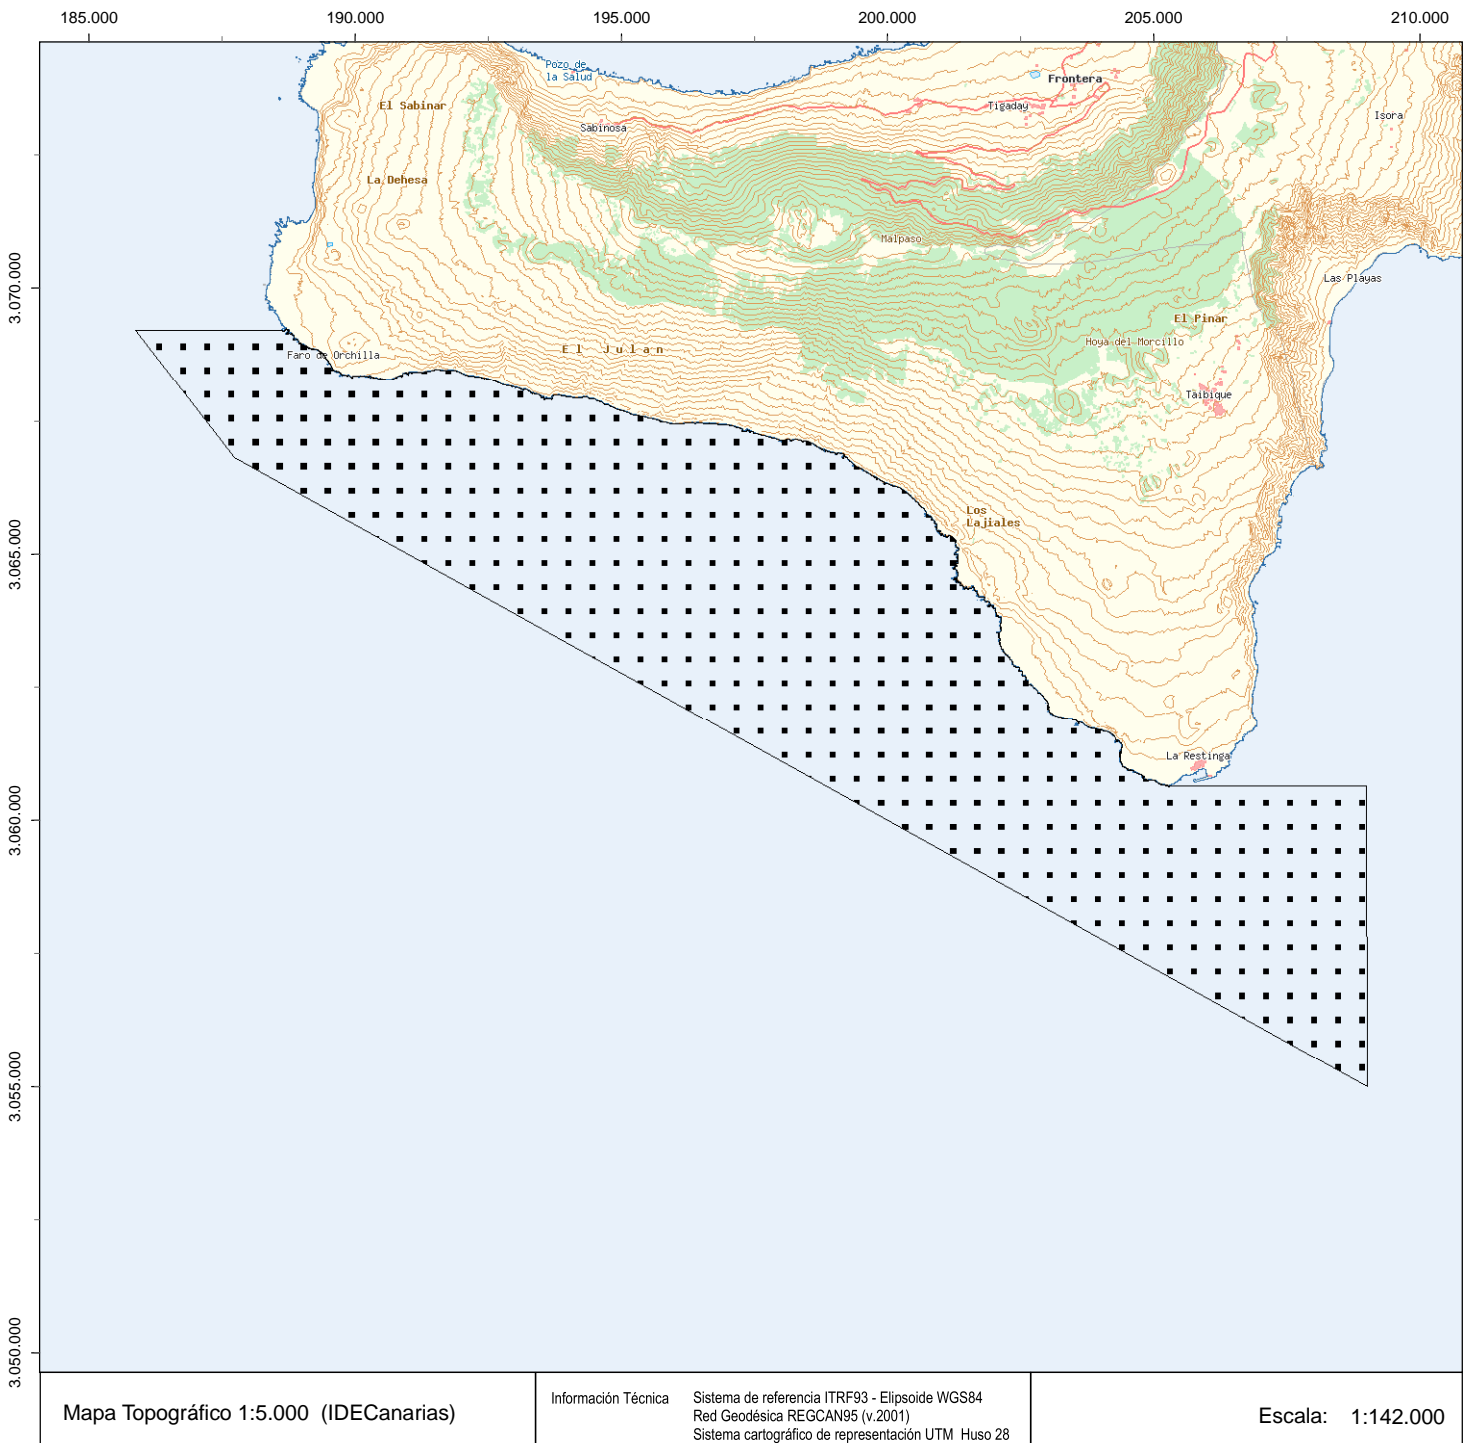 185.000 190.000 195.000 200.000 205.000 210.000
Pozo de
la Salud
Frontera
El Sabinar
Tigaday
Isora
Sabinosa
La Dehesa
Malpaso
3.070.000
Las Playas
El Pinar
Hoya del Morcillo
El Julan
Faro de Orchilla
Taibique
Los
Lajiales
3.065.000
La Restinga
3.060.000
3.055.000
3.050.000
Mapa Topográfico 1:5.000 (IDECanarias)
Información Técnica
Sistema de referencia ITRF93 - Elipsoide WGS84
Red Geodésica REGCAN95 (v.2001)
Sistema cartográfico de representación UTM Huso 28
Escala: 1:142.000